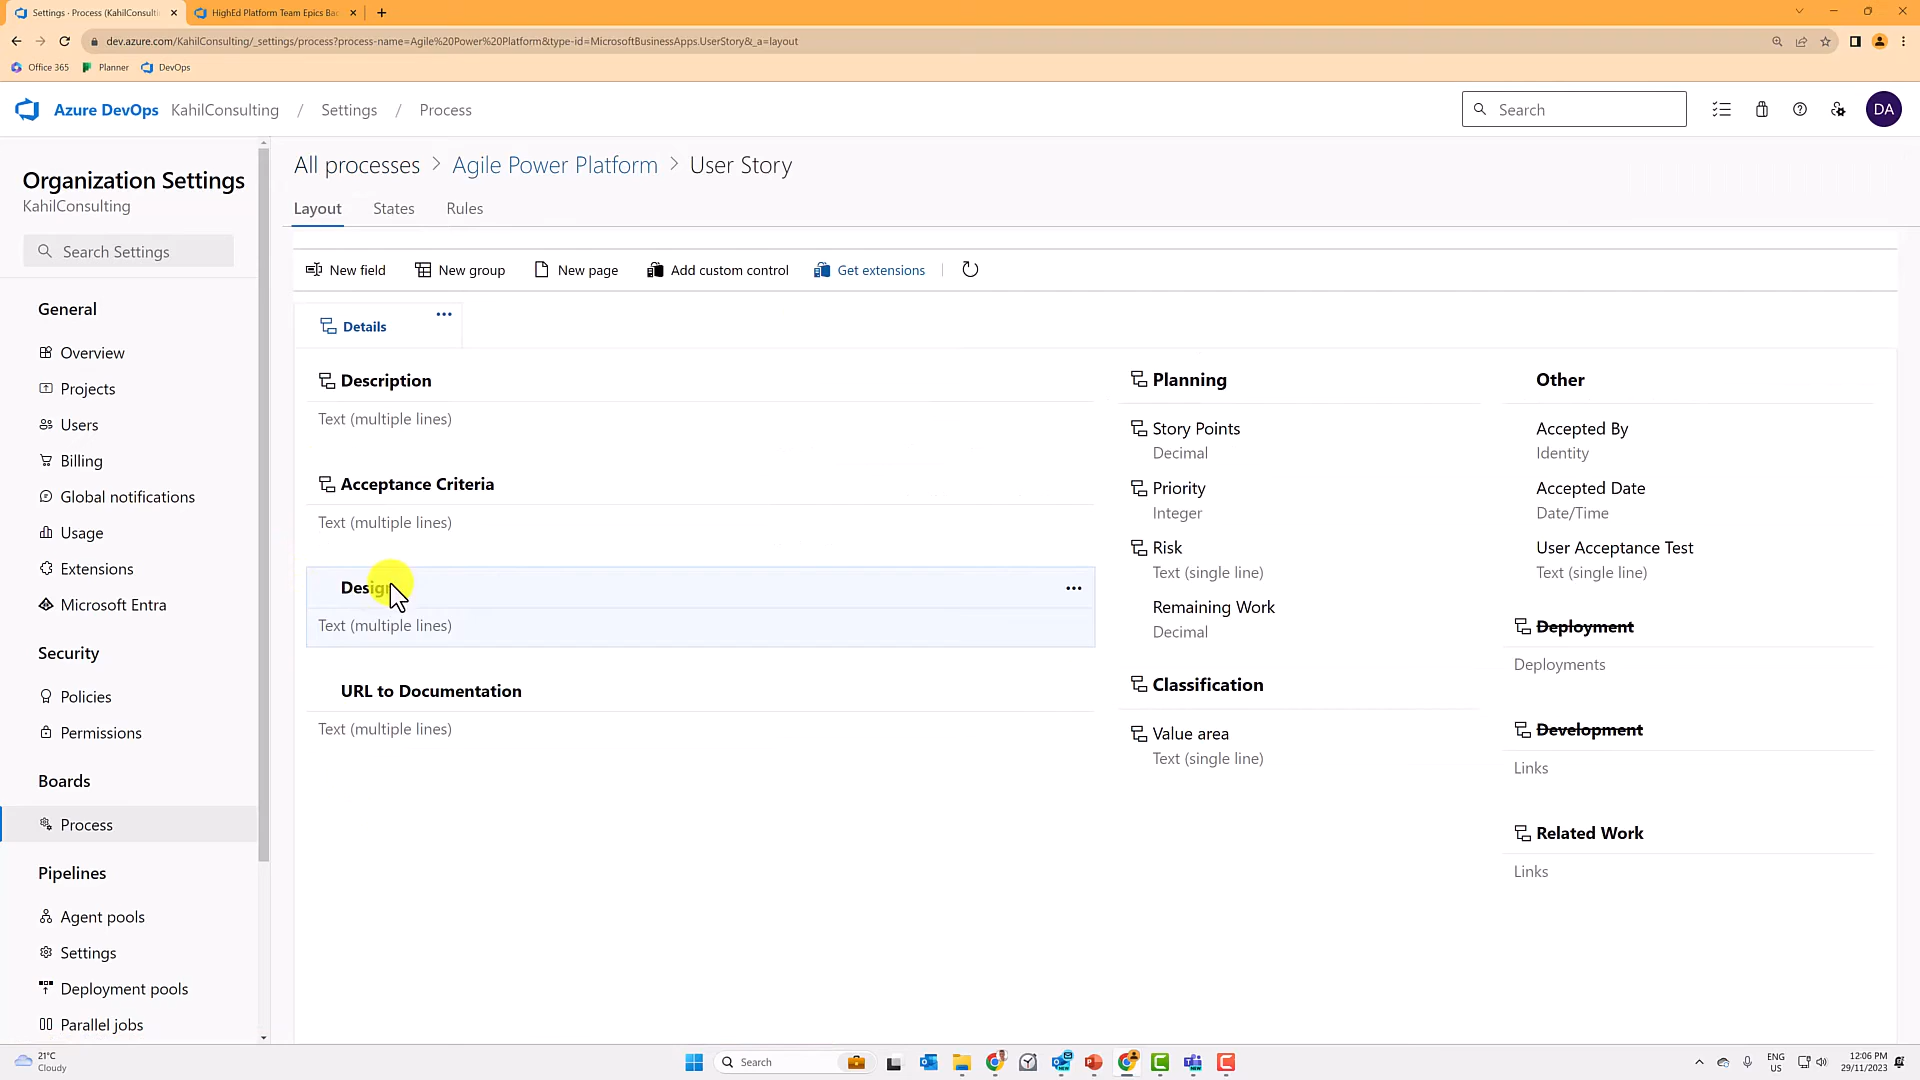 Settings - Process (KahilConsulti
HighEd Platform Team Epics Bac
dev.azure.com/KahilConsulting/_settings/process?process-name=Agile%20Power%20Platform&type-id=MicrosoftBusinessApps.UserStory&_a=layout
Office 365
Planner
DevOps
Azure DevOps
KahilConsulting / Settings / Process
Search
DA
Organization Settings
KahilConsulting
Search Settings
General
Overview
Projects
Users
Billing
Global notifications
Usage
Extensions
Microsoft Entra
Security
Policies
Permissions
Boards
Process
Pipelines
Agent pools
Settings
Deployment pools
Parallel jobs
All processes > Agile Power Platform > User Story
Layout
States
Rules
New field
New group
New page
Add custom control
Get extensions
Details
Description
Text (multiple lines)
Acceptance Criteria
Text (multiple lines)
Design
Text (multiple lines)
URL to Documentation
Text (multiple lines)
Planning
Story Points
Decimal
Priority
Integer
Risk
Text (single line)
Remaining Work
Decimal
Classification
Value area
Text (single line)
Other
Accepted By
Identity
Accepted Date
Date/Time
User Acceptance Test
Text (single line)
Deployment
Deployments
Development
Links
Related Work
Links
21°C
Cloudy
Search
ENG
US
12:06 PM
29/11/2023